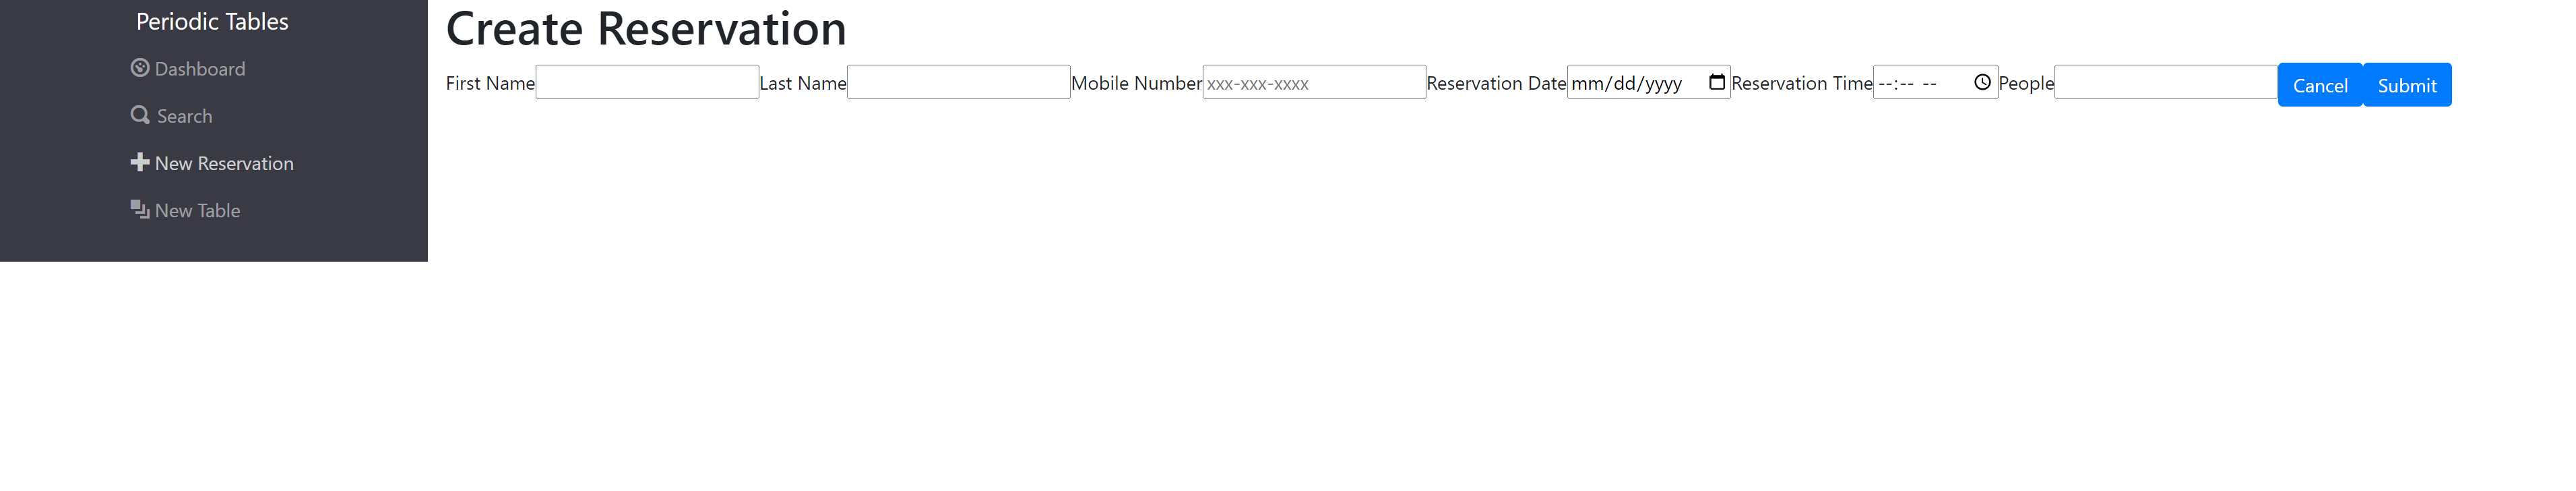 Periodic Tables
Dashboard
Search
New Reservation
New Table
Create Reservation
First Name Last Name Mobile Number xxx-xxx-xxxx Reservation Date mm/dd/yyyy Reservation Time --:-- -- People Cancel Submit